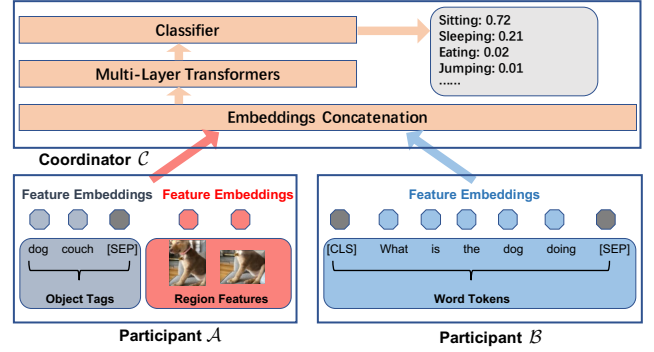 Classifier
Sitting: 0.72
Sleeping: 0.21
Eating: 0.02
Jumping: 0.01
......
Multi-Layer Transformers
Embeddings Concatenation
Coordinator C
Feature Embeddings
Feature Embeddings
dog couch [SEP]
Object Tags
Region Features
Participant A
Feature Embeddings
[CLS] What is the dog doing [SEP]
Word Tokens
Participant B